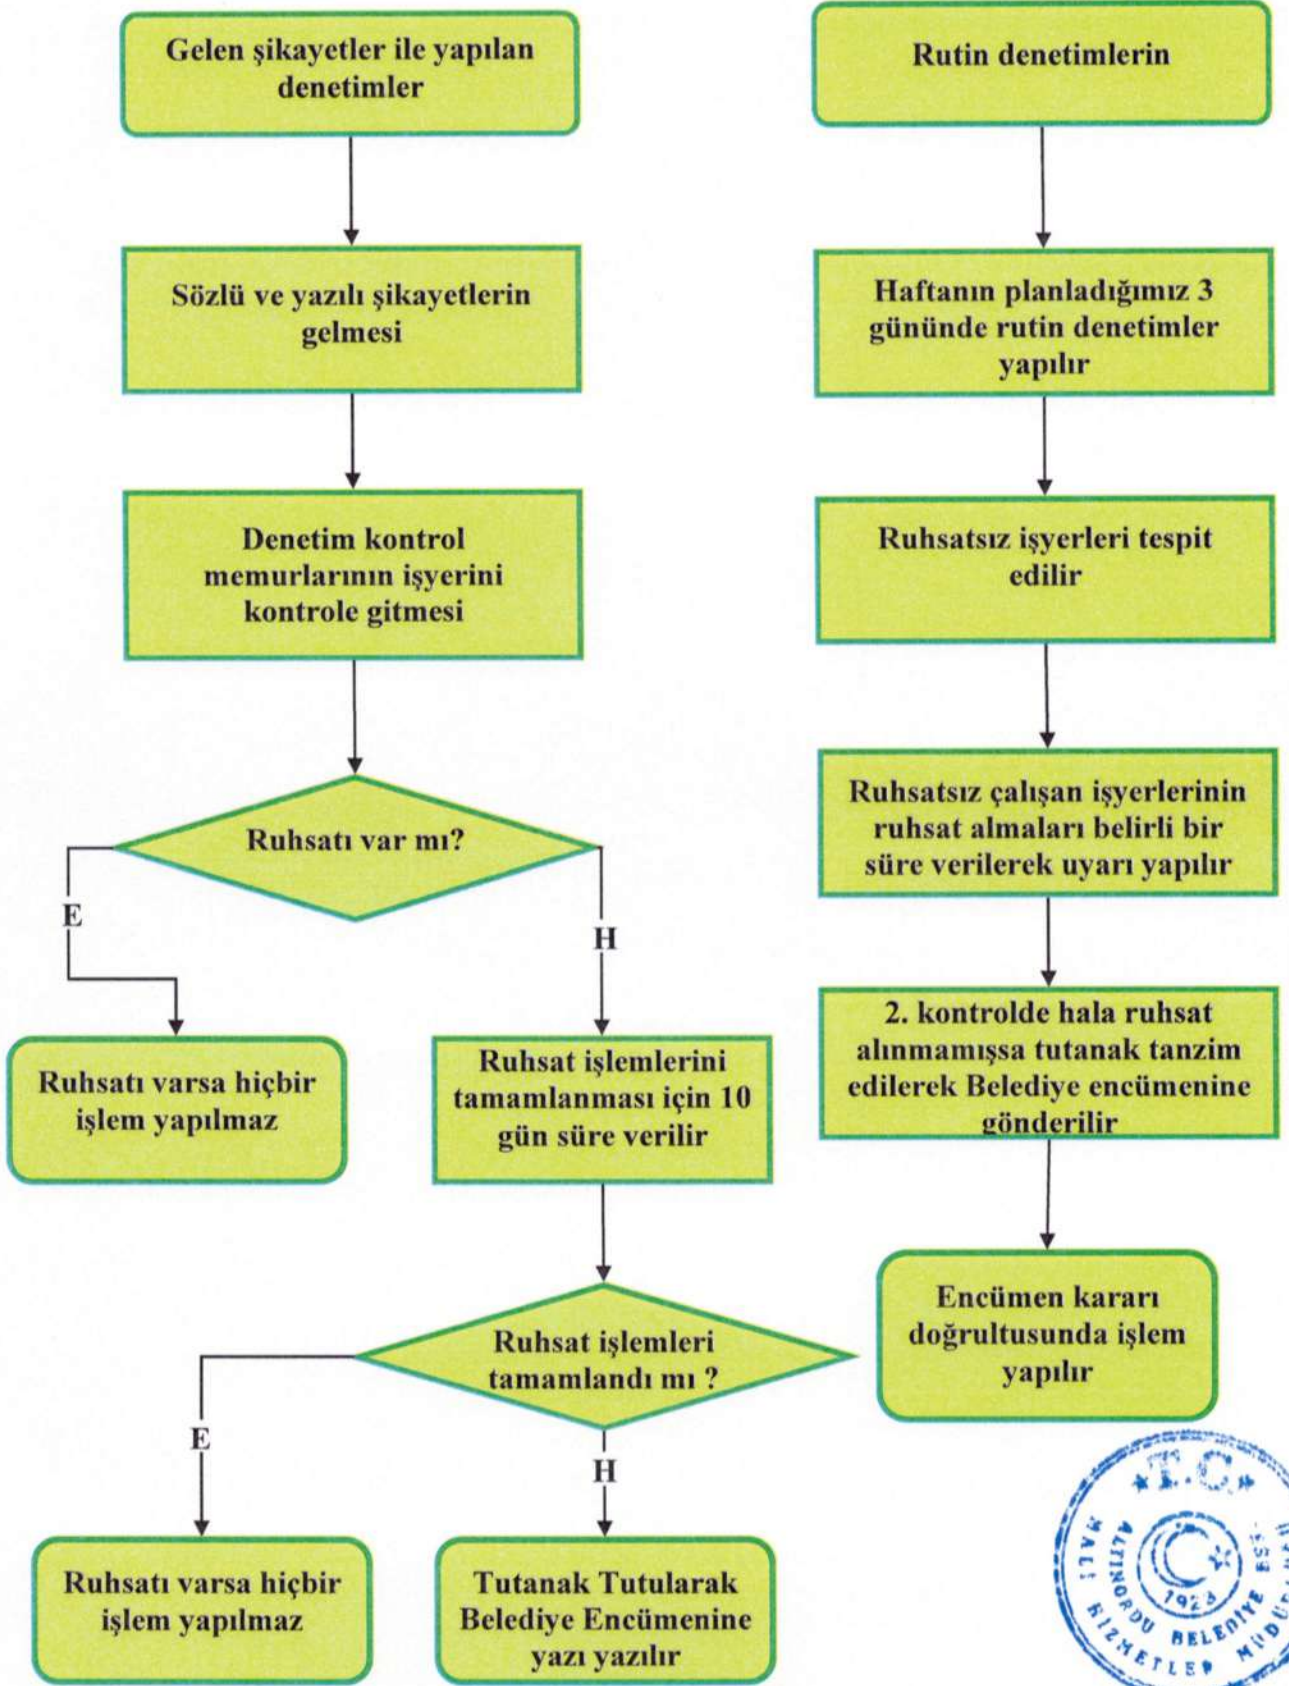 Gelen şikayetler ile yapılan
denetimler
Sözlü ve yazılı şikayetlerin
gelmesi
Denetim kontrol
memurlarının işyerini
kontrole gitmesi
Ruhsatı var mı?
E
H
Ruhsatı varsa hiçbir
işlem yapılmaz
Ruhsat işlemlerini
tamamlanması için 10
gün süre verilir
Ruhsat işlemleri
tamamlandı mı ?
E
H
Ruhsatı varsa hiçbir
işlem yapılmaz
Tutanak Tutularak
Belediye Encümenine
yazı yazılır
Rutin denetimlerin
Haftanın planladığımız 3
gününde rutin denetimler
yapılır
Ruhsatsız işyerleri tespit
edilir
Ruhsatsız çalışan işyerlerinin
ruhsat almaları belirli bir
süre verilerek uyarı yapılır
2. kontrolde hala ruhsat
alınmamışsa tutanak tanzim
edilerek Belediye encümenine
gönderilir
Encümen kararı
doğrultusunda işlem
yapılır
T.C.
ALTINORDU BELEDİYE
MALİ HİZMETLER
1923